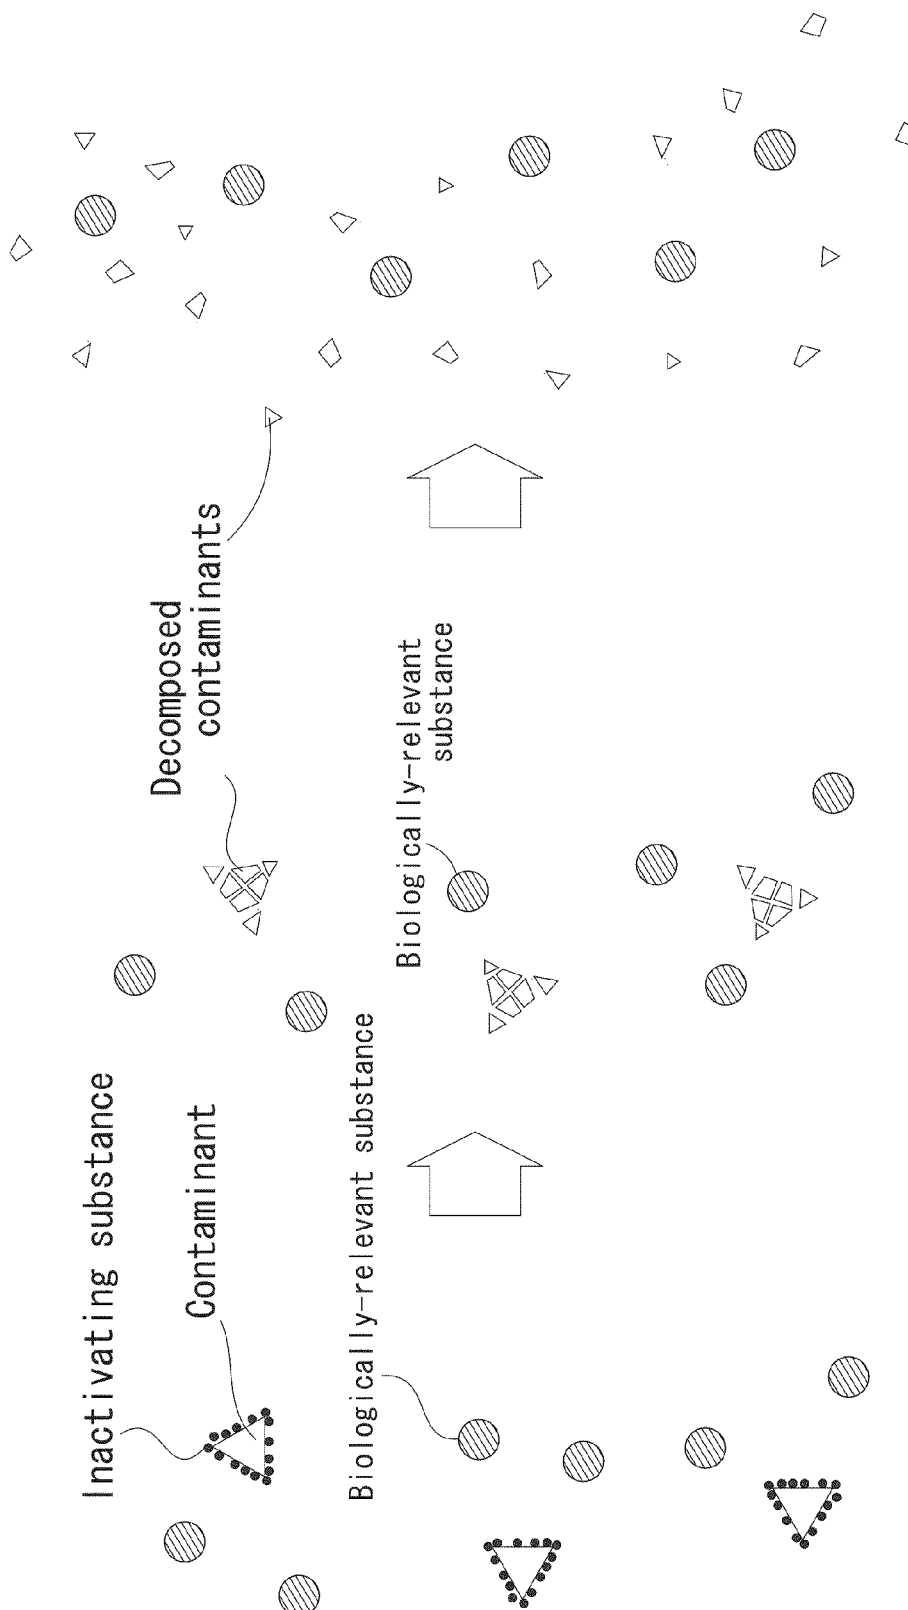 Inactivating substance
Contaminant
Biologically-relevant substance
Decomposed
contaminants
Biologically-relevant
substance